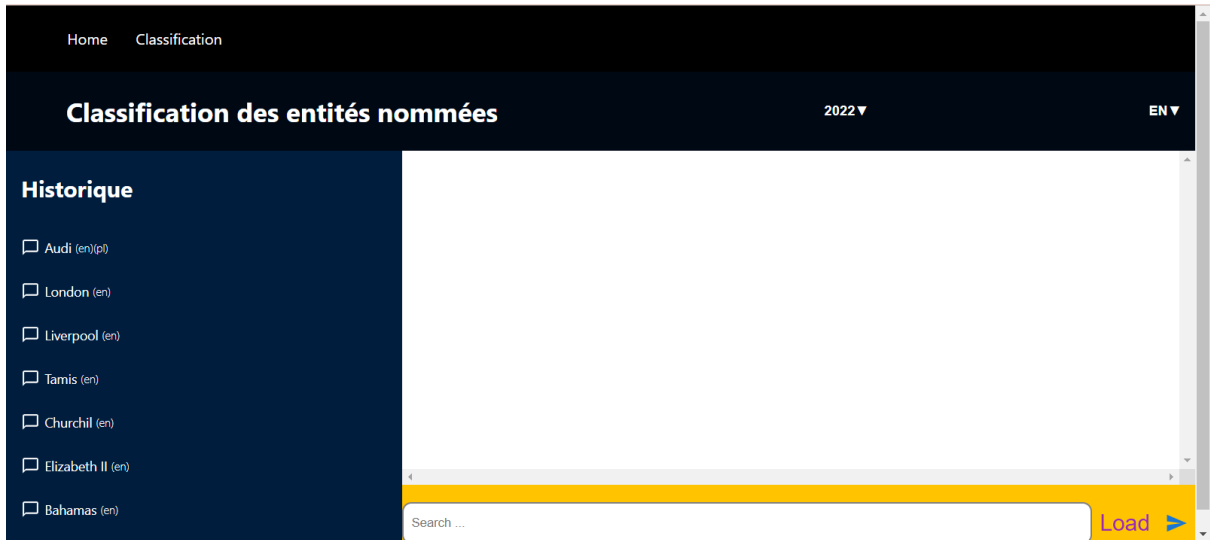 Home Classification
Classification des entités nommées 2022▼ EN▼
Historique
Audi (en)(pl)
London (en)
Liverpool (en)
Tamis (en)
Churchil (en)
Elizabeth II (en)
Bahamas (en)
Search ... Load